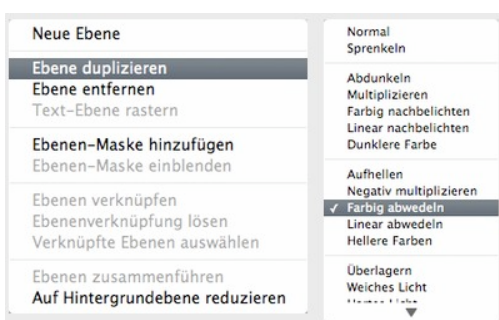 Neue Ebene
Ebene duplizieren
Ebene entfernen
Text-Ebene rastern
Ebenen-Maske hinzufügen
Ebenen-Maske einblenden
Ebenen verknüpfen
Ebenenverknüpfung lösen
Verknüpfte Ebenen auswählen
Ebenen zusammenführen
Auf Hintergrundebene reduzieren
Normal
Sprenkeln
Abdunkeln
Multiplizieren
Farbig nachbelichten
Linear nachbelichten
Dunklere Farbe
Aufhellen
Negativ multiplizieren
✓ Farbig abwedeln
Linear abwedeln
Hellere Farben
Überlagern
Weiches Licht